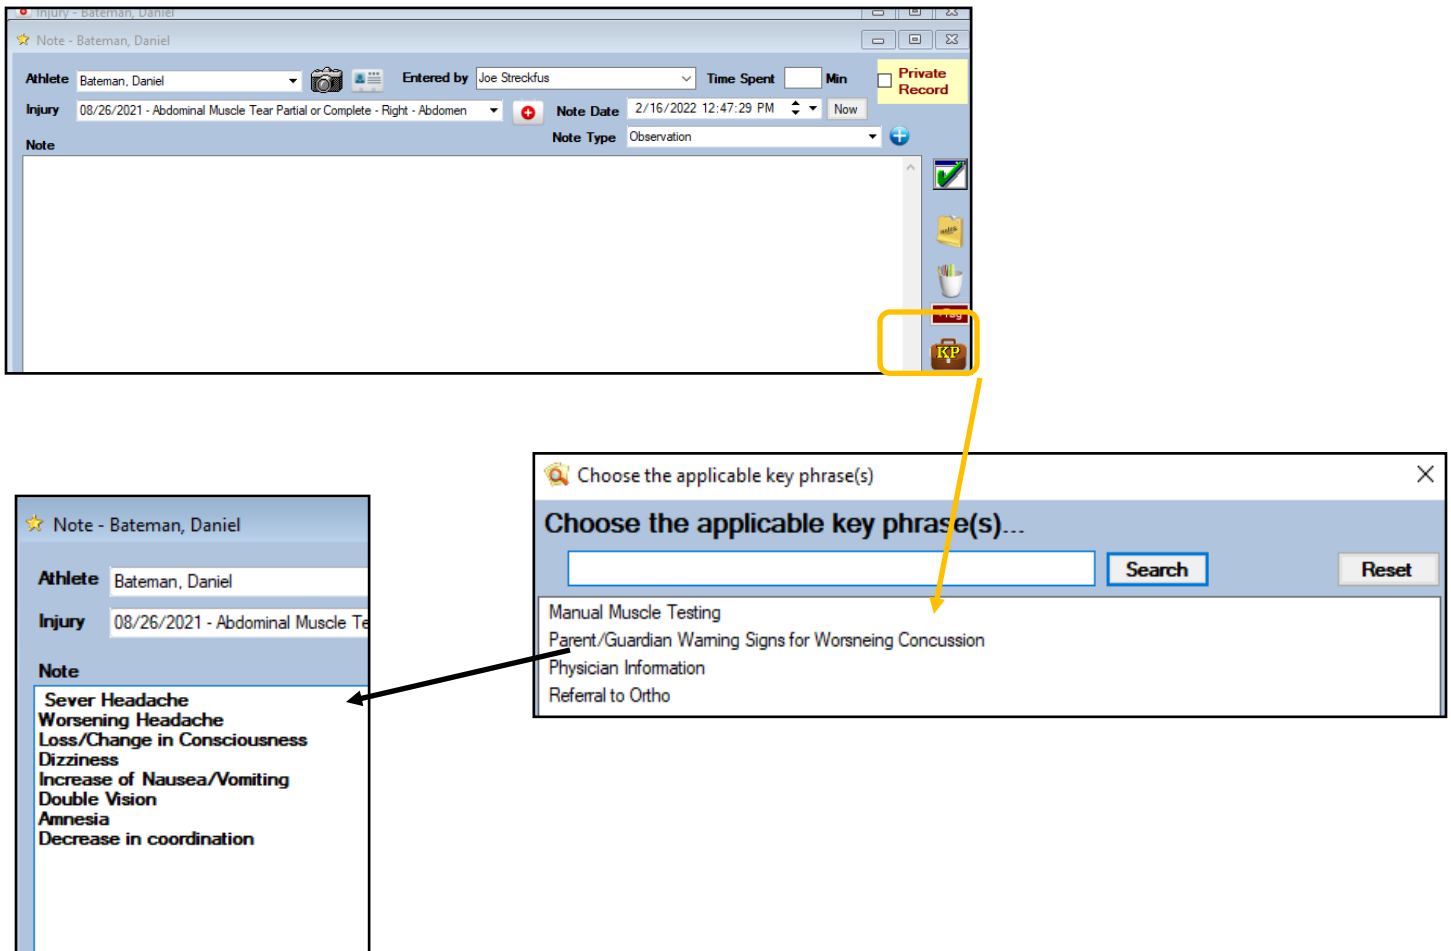 Injury - Bateman, Daniel
Note - Bateman, Daniel
Athlete Bateman, Daniel Entered by Joe Streckfus Time Spent Min Private Record
Injury 08/26/2021 - Abdominal Muscle Tear Partial or Complete - Right - Abdomen Note Date 2/16/2022 12:47:29 PM Now
Note Type Observation
Note
notes
+Tag
KP
Choose the applicable key phrase(s)
Choose the applicable key phrase(s)...
Search Reset
Manual Muscle Testing
Parent/Guardian Warning Signs for Worsneing Concussion
Physician Information
Referral to Ortho
Note - Bateman, Daniel
Athlete Bateman, Daniel
Injury 08/26/2021 - Abdominal Muscle Te
Note
Sever Headache
Worsening Headache
Loss/Change in Consciousness
Dizziness
Increase of Nausea/Vomiting
Double Vision
Amnesia
Decrease in coordination